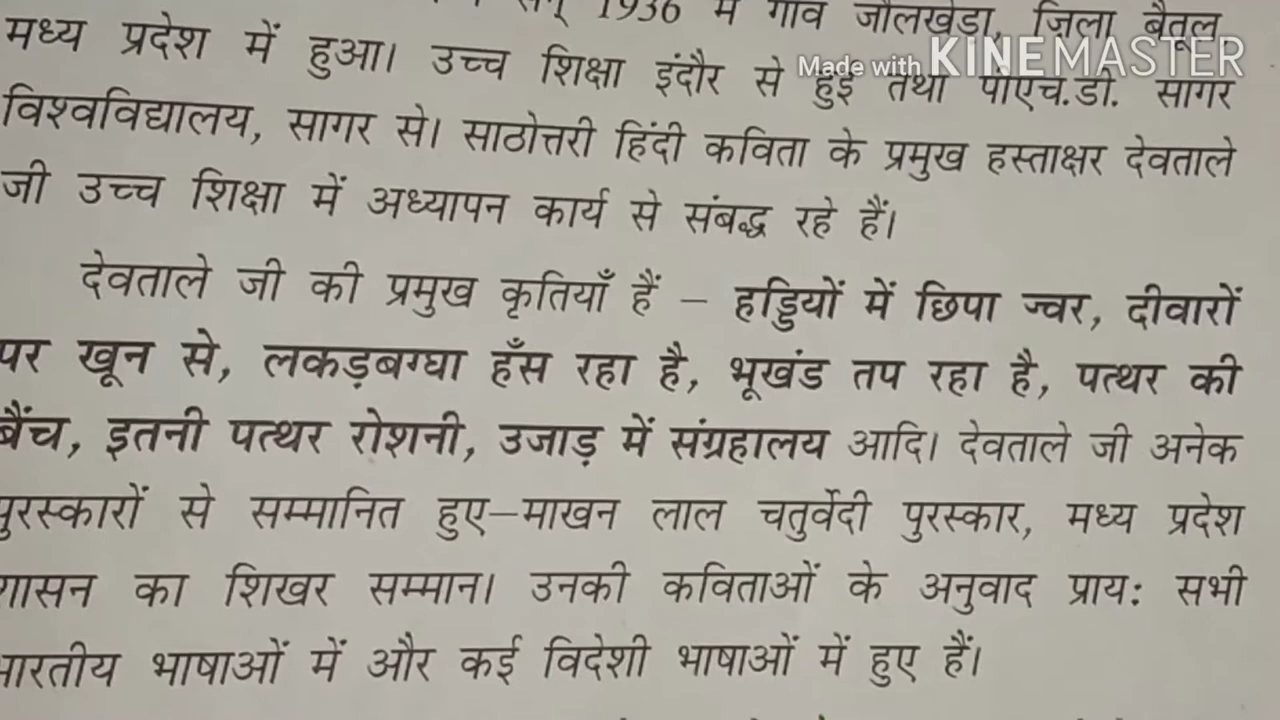 सन् 1936 में गाँव जौलखेड़ा, जिला बैतूल,
मध्य प्रदेश में हुआ। उच्च शिक्षा इंदौर से हुई तथा पीएच.डी. सागर
Made with KINEMASTER
विश्वविद्यालय, सागर से। साठोत्तरी हिंदी कविता के प्रमुख हस्ताक्षर देवताले
जी उच्च शिक्षा में अध्यापन कार्य से संबद्ध रहे हैं।
देवताले जी की प्रमुख कृतियाँ हैं – हड्डियों में छिपा ज्वर, दीवारों
पर खून से, लकड़बग्घा हँस रहा है, भूखंड तप रहा है, पत्थर की
बैंच, इतनी पत्थर रोशनी, उजाड़ में संग्रहालय आदि। देवताले जी अनेक
पुरस्कारों से सम्मानित हुए–माखन लाल चतुर्वेदी पुरस्कार, मध्य प्रदेश
शासन का शिखर सम्मान। उनकी कविताओं के अनुवाद प्राय: सभी
भारतीय भाषाओं में और कई विदेशी भाषाओं में हुए हैं।